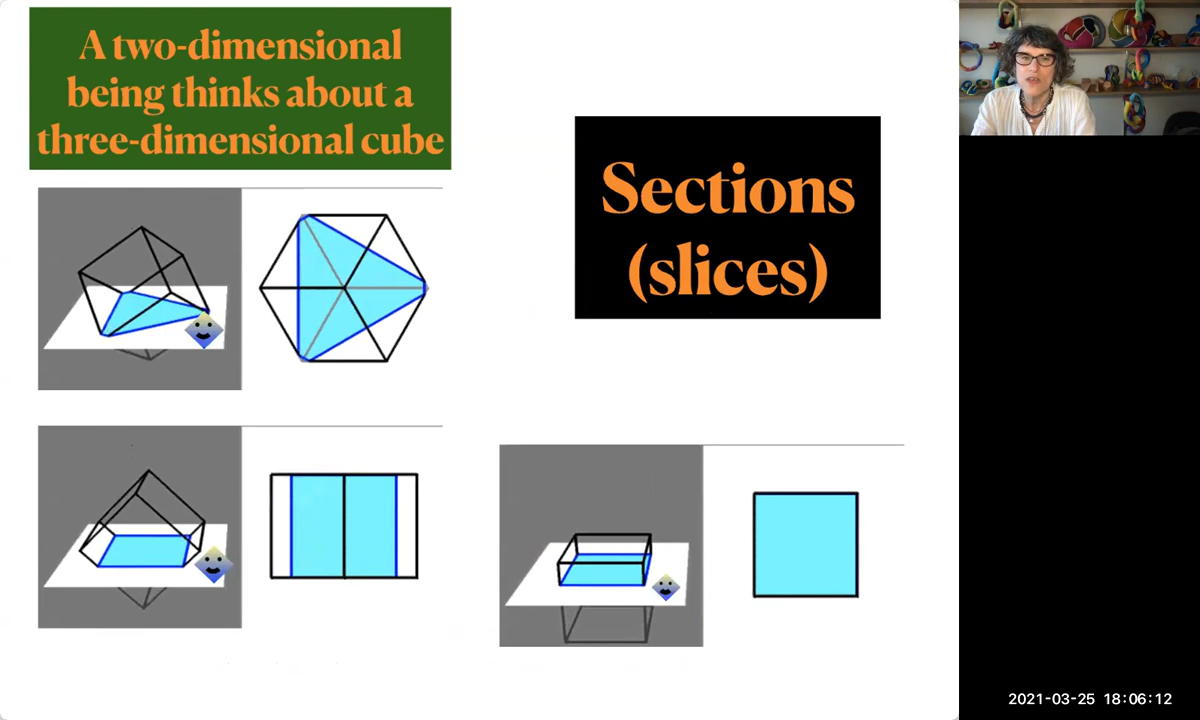 A two-dimensional
being thinks about a
three-dimensional cube
Sections
(slices)
2021-03-25 18:06:12